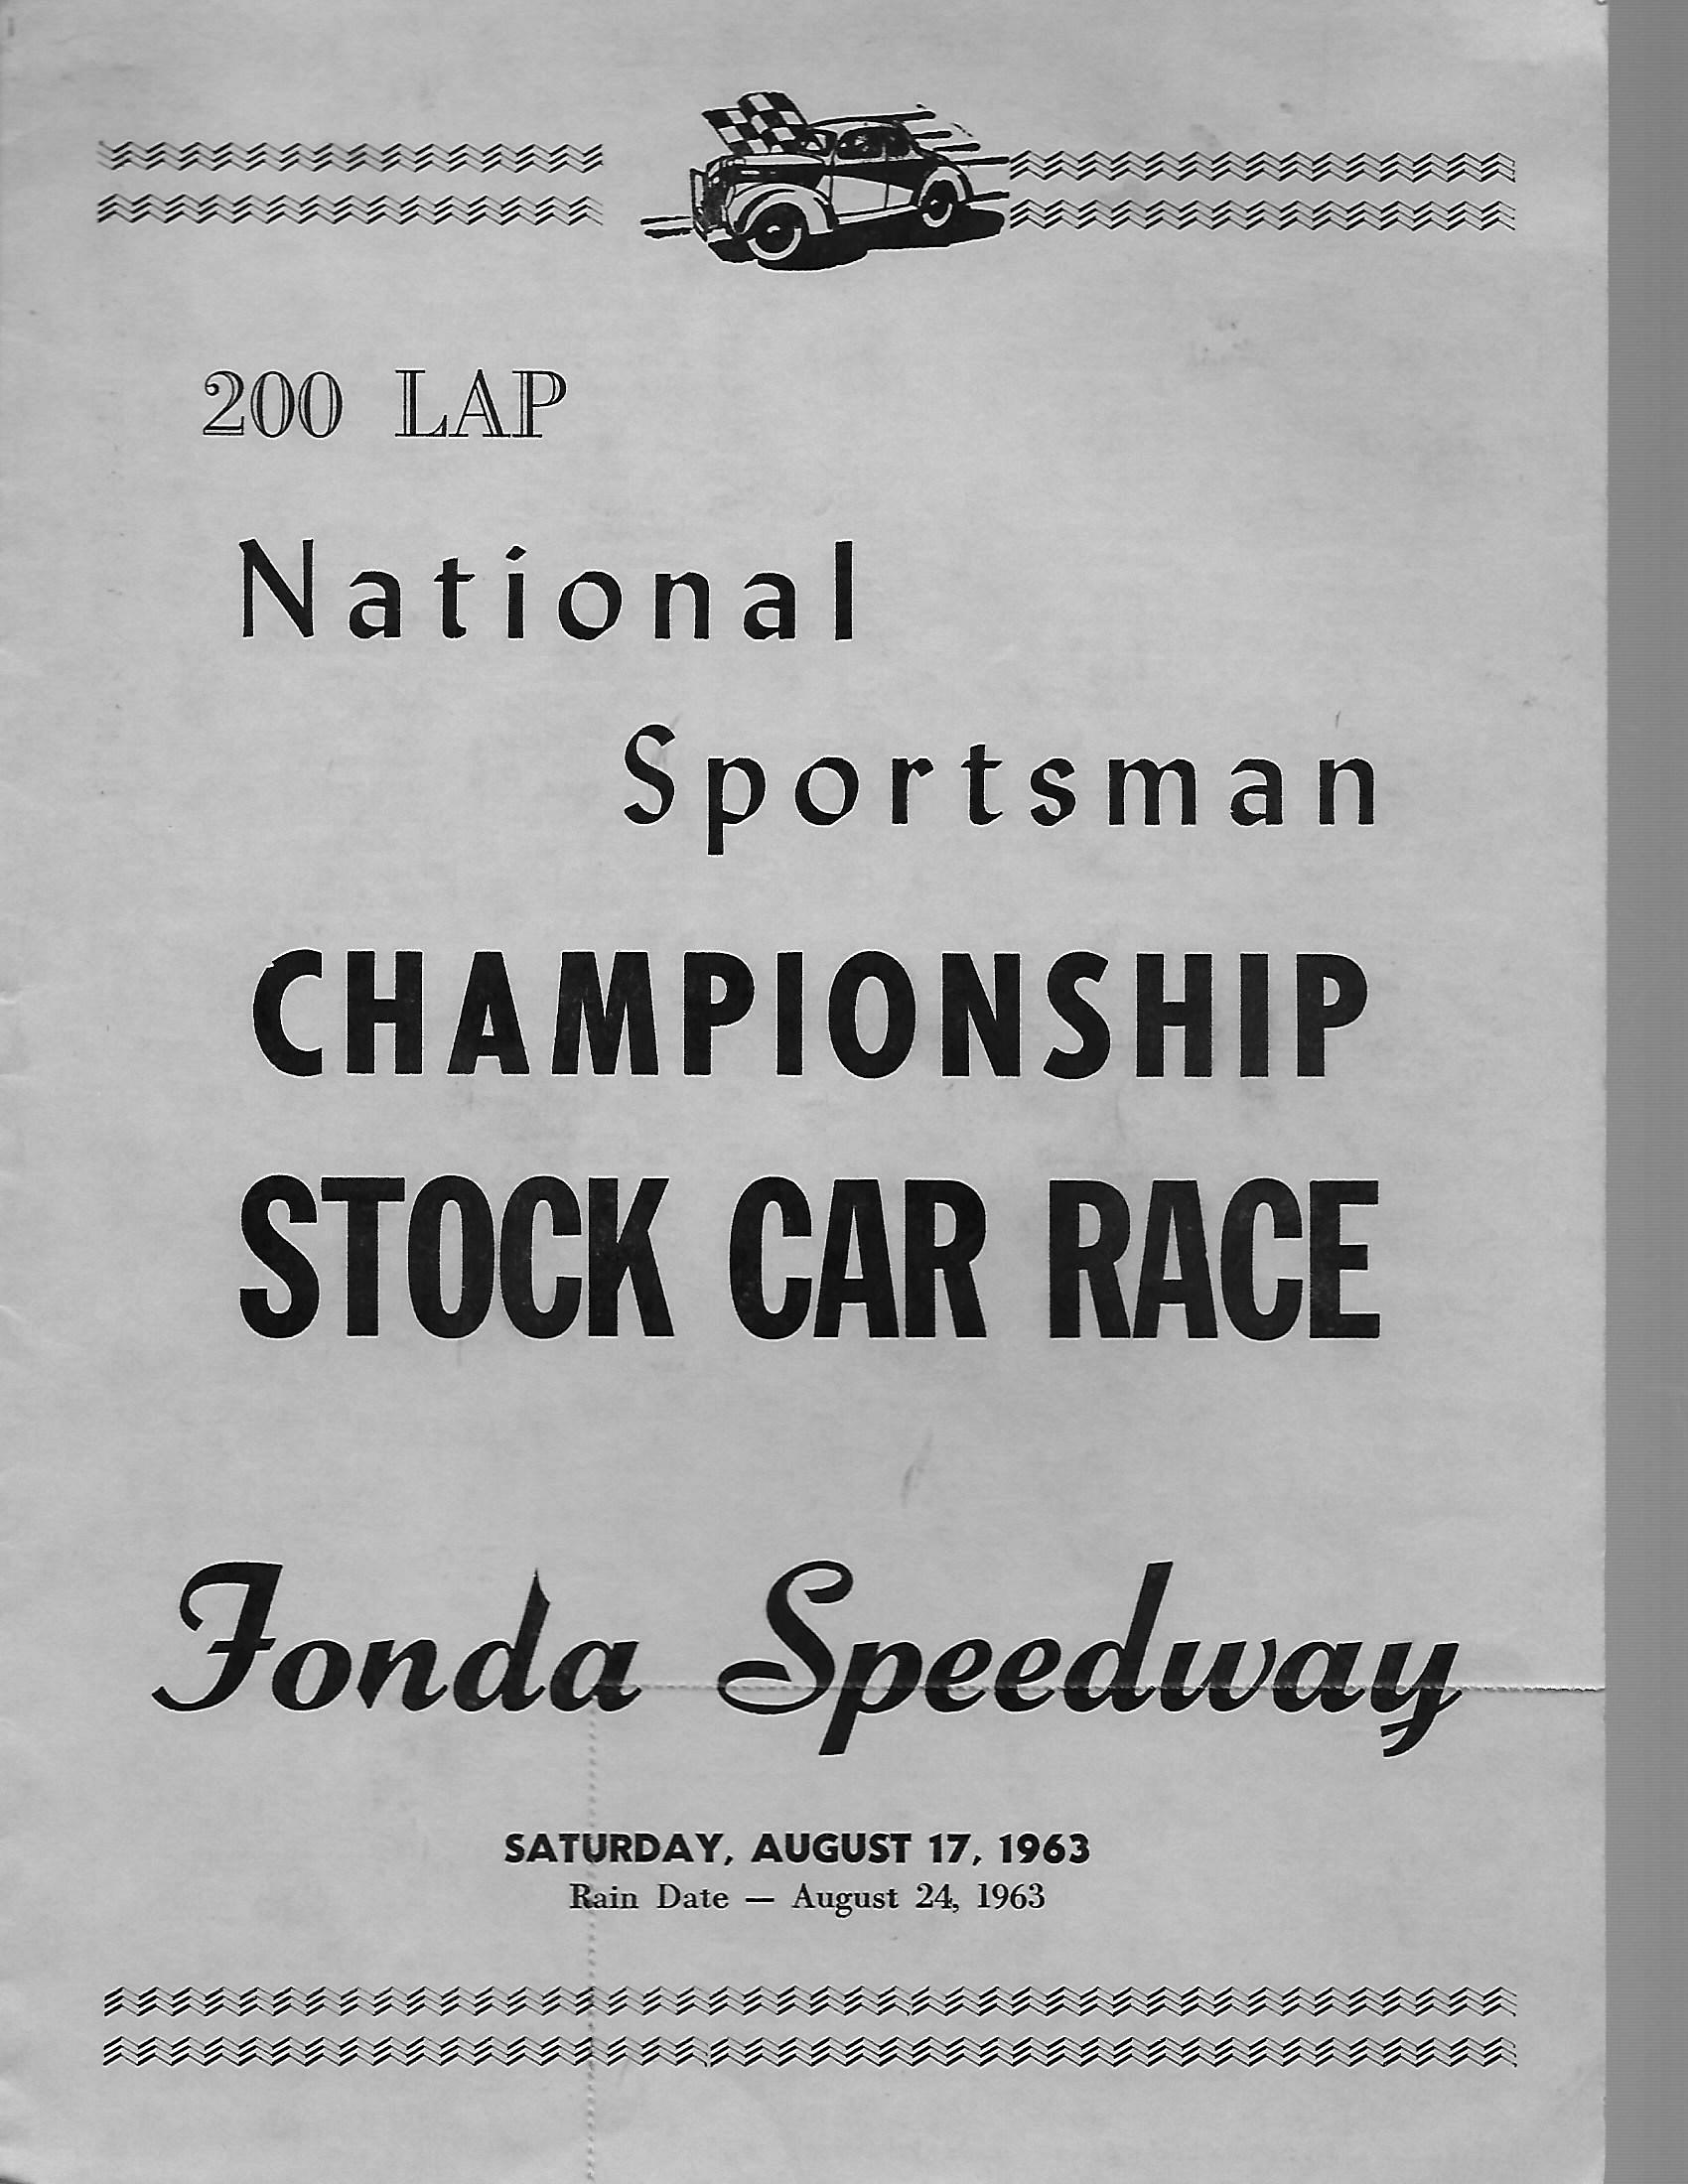 200 LAP
National
Sportsman
CHAMPIONSHIP
STOCK CAR RACE
Fonda Speedway
SATURDAY, AUGUST 17, 1963
Rain Date — August 24, 1963